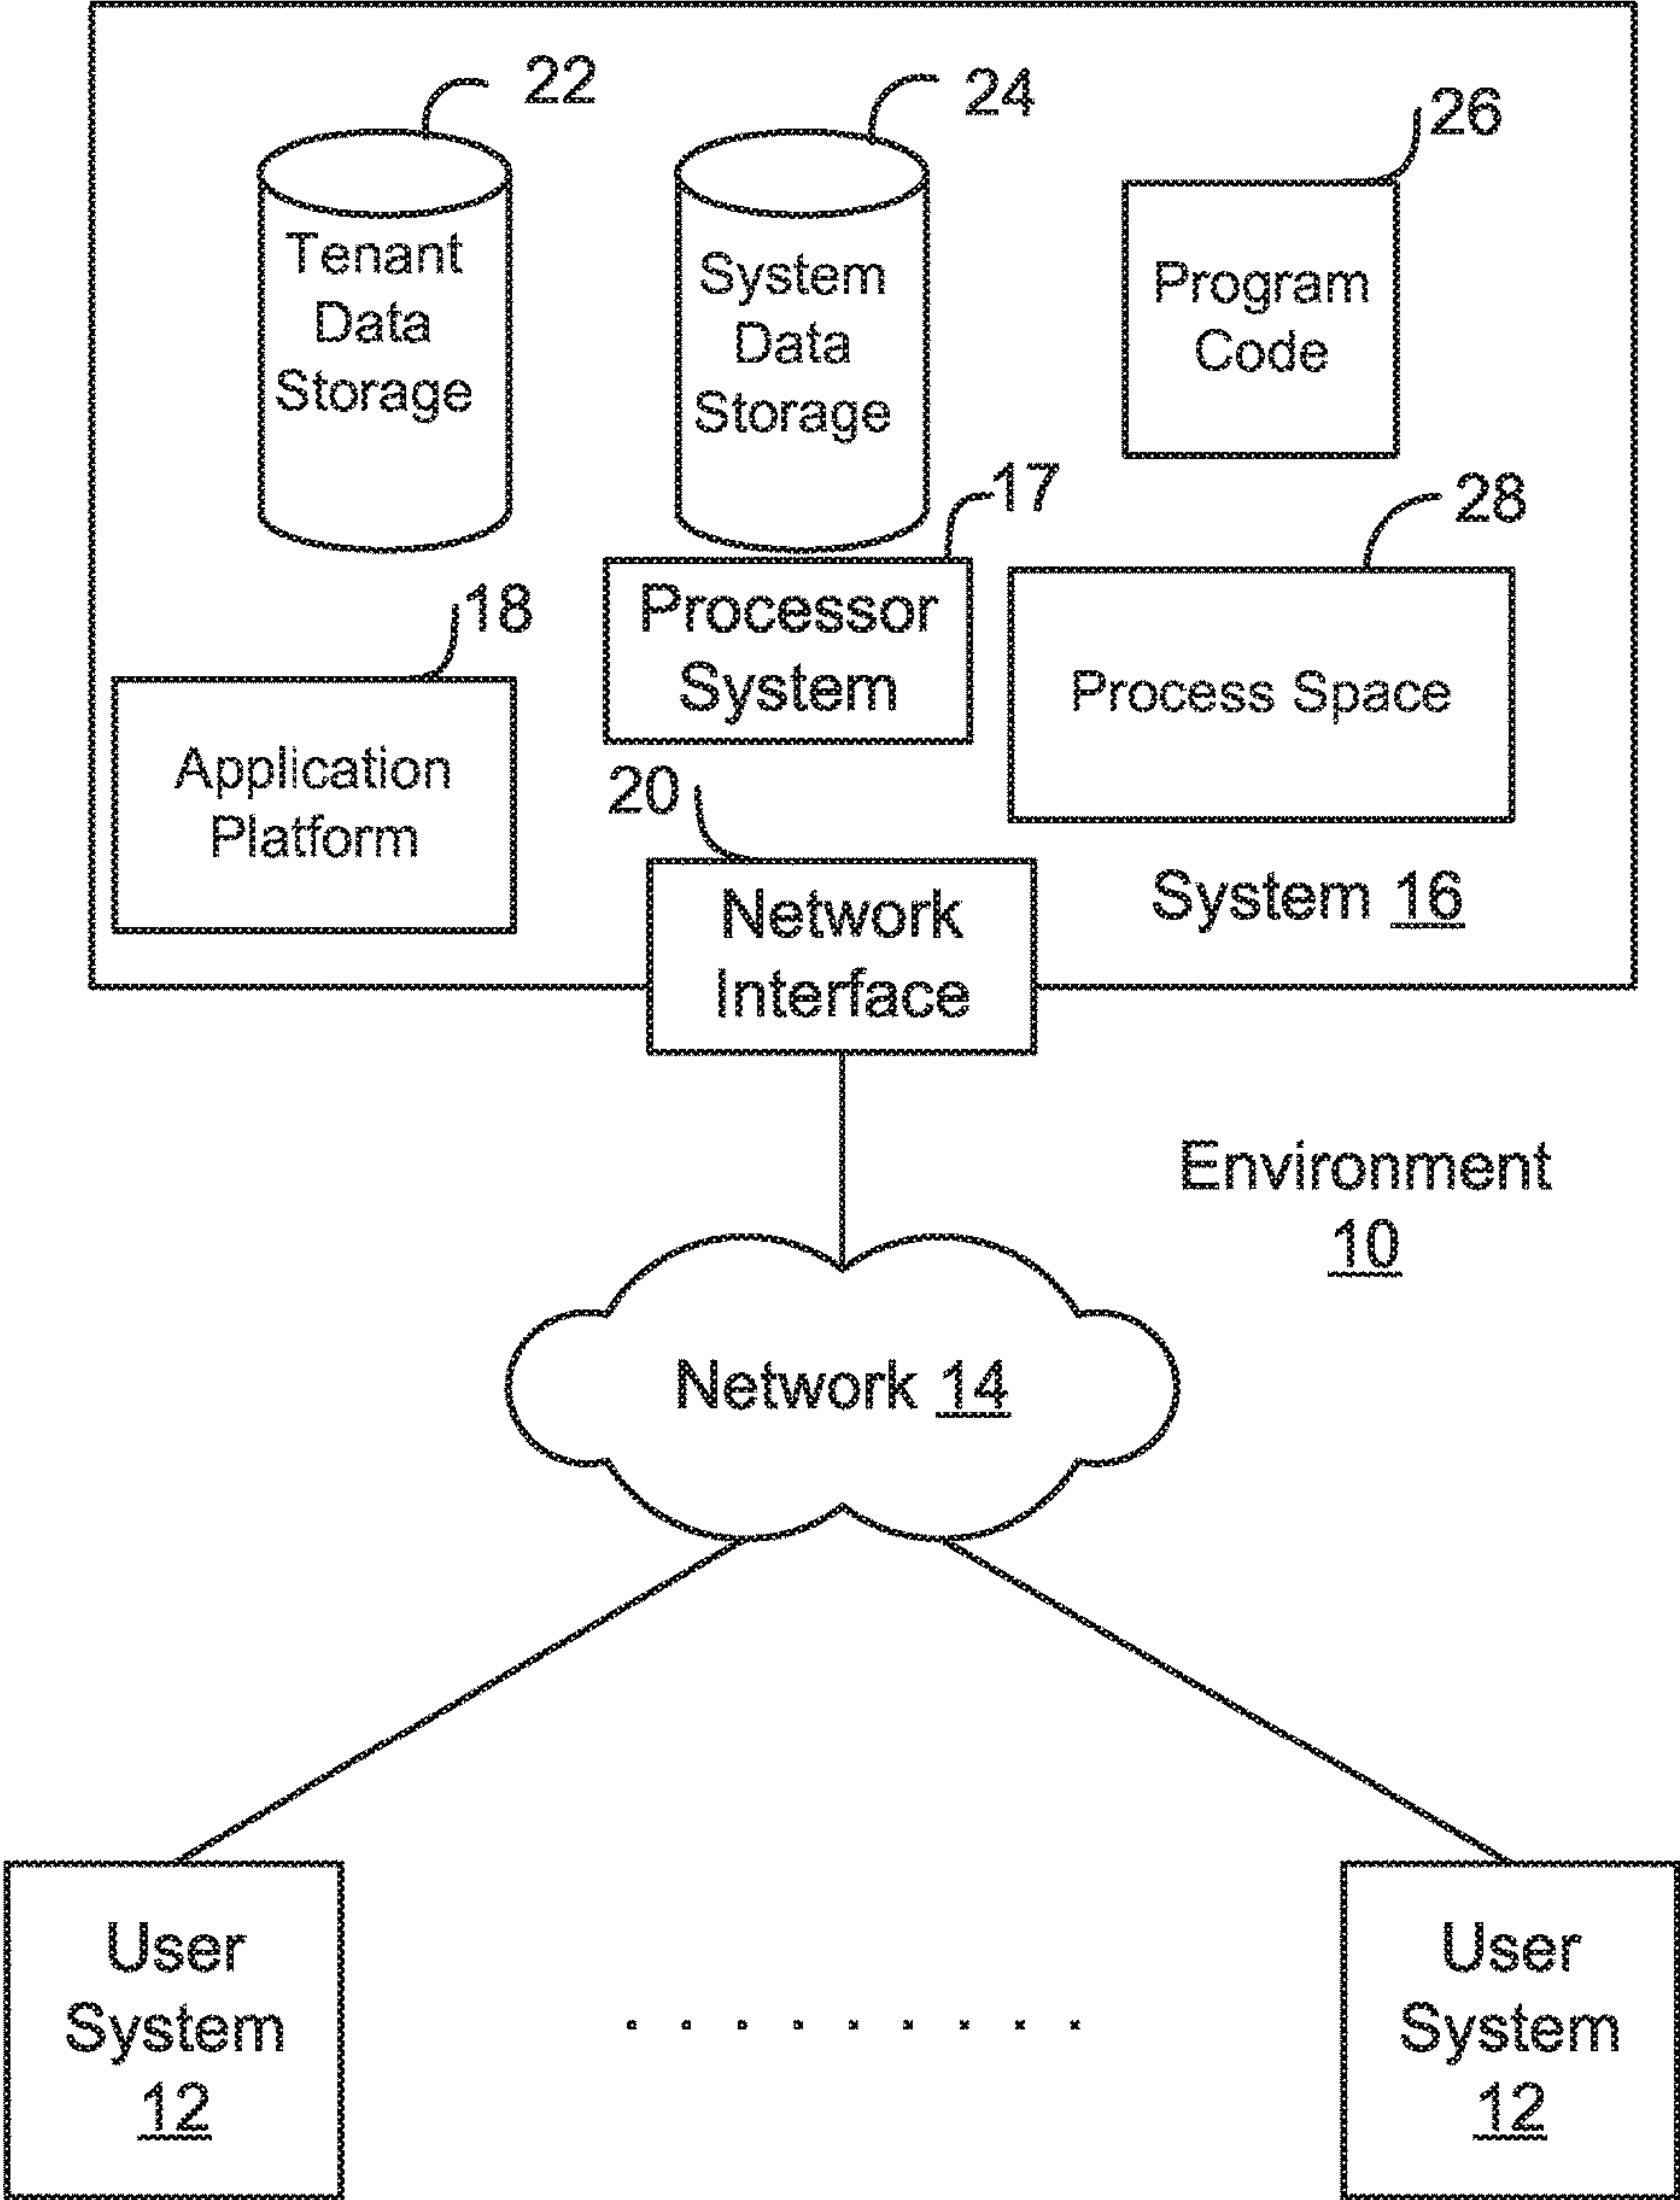 22
24
26
Tenant
Data
Storage
System
Data
Storage
Program
Code
17
28
18
Processor
System
Process Space
Application
Platform
20
Network
Interface
System 16
Environment
10
Network 14
User
System
12
User
System
12